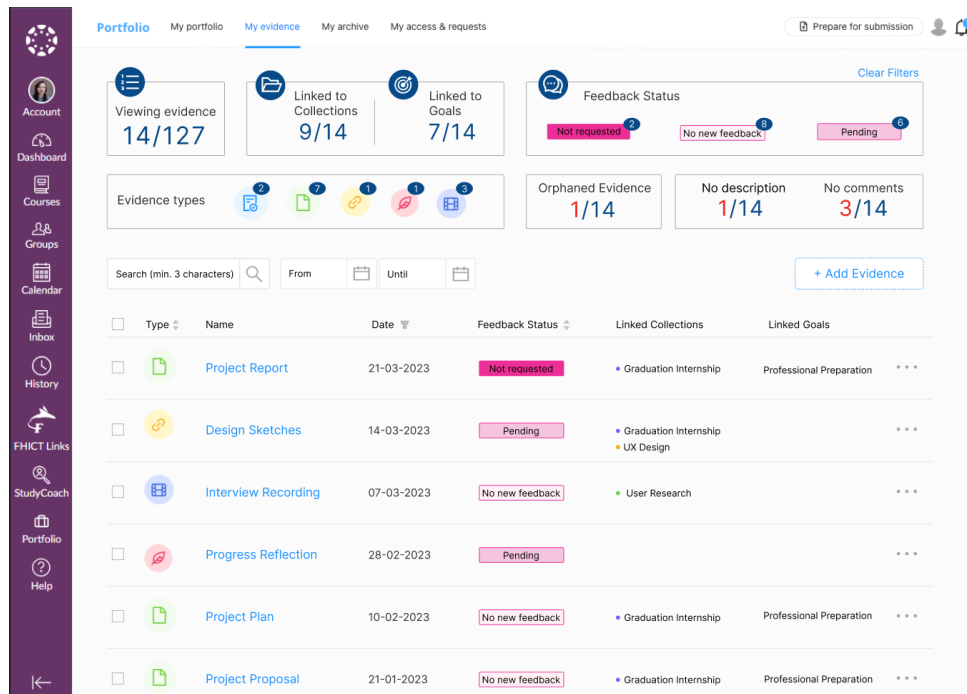 Portfolio My portfolio My evidence My archive My access & requests Prepare for submission
Account
Dashboard
Courses
Groups
Calendar
Inbox
History
FHICT Links
StudyCoach
Portfolio
Help
Clear Filters
Viewing evidence
14/127
Linked to
Collections
9/14
Linked to
Goals
7/14
Feedback Status
Not requested 2
No new feedback 8
Pending 6
Evidence types 2 7 1 1 3
Orphaned Evidence
1/14
No description
1/14
No comments
3/14
Search (min. 3 characters) From Until + Add Evidence
Type Name Date Feedback Status Linked Collections Linked Goals
Project Report 21-03-2023 Not requested • Graduation Internship Professional Preparation ...
Design Sketches 14-03-2023 Pending • Graduation Internship ...
• UX Design
Interview Recording 07-03-2023 No new feedback • User Research ...
Progress Reflection 28-02-2023 Pending ...
Project Plan 10-02-2023 No new feedback • Graduation Internship Professional Preparation ...
Project Proposal 21-01-2023 No new feedback • Graduation Internship Professional Preparation ...